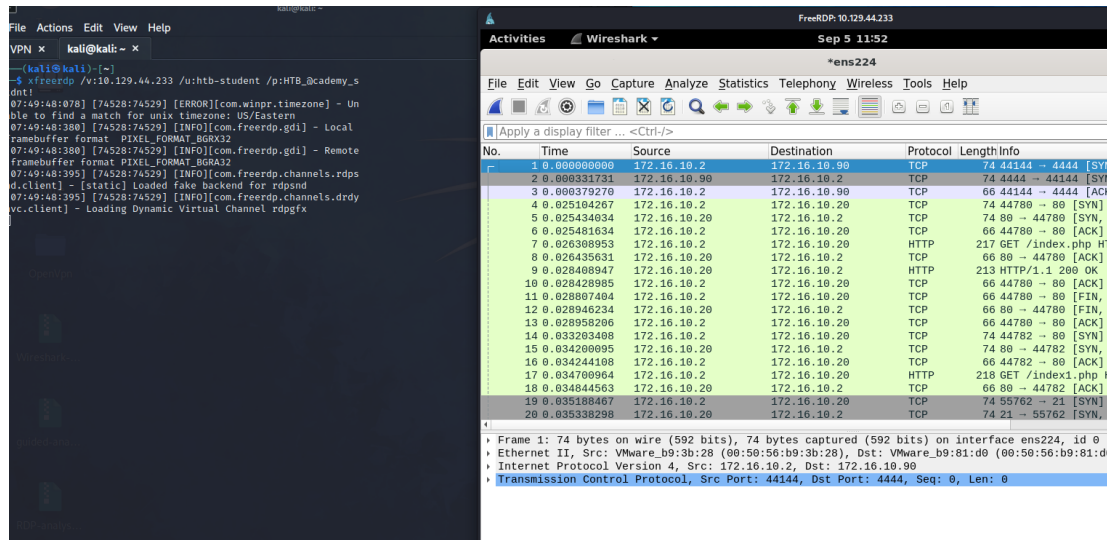 kali@kali: ~
File Actions Edit View Help
VPN × kali@kali: ~ ×
(kali㉿kali)-[~]
$ xfreerdp /v:10.129.44.233 /u:htb-student /p:HTB_@cademy_s
dnt!
07:49:48:078] [74528:74529] [ERROR][com.winpr.timezone] - Un
ble to find a match for unix timezone: US/Eastern
07:49:48:380] [74528:74529] [INFO][com.freerdp.gdi] - Local
framebuffer format  PIXEL_FORMAT_BGRX32
07:49:48:380] [74528:74529] [INFO][com.freerdp.gdi] - Remote
framebuffer format PIXEL_FORMAT_BGRA32
07:49:48:395] [74528:74529] [INFO][com.freerdp.channels.rdps
d.client] - [static] Loaded fake backend for rdpsnd
07:49:48:395] [74528:74529] [INFO][com.freerdp.channels.drdy
vc.client] - Loading Dynamic Virtual Channel rdpgfx
OpenVPN
FreeRDP: 10.129.44.233
Activities Wireshark ▾ Sep 5 11:52
*ens224
File Edit View Go Capture Analyze Statistics Telephony Wireless Tools Help
Apply a display filter … <Ctrl-/>
No. Time Source Destination Protocol Length Info
1 0.000000000 172.16.10.2 172.16.10.90 TCP 74 44144 → 4444 [SYN
2 0.000331731 172.16.10.90 172.16.10.2 TCP 74 4444 → 44144 [SYN
3 0.000379270 172.16.10.2 172.16.10.90 TCP 66 44144 → 4444 [ACK
4 0.025104267 172.16.10.2 172.16.10.20 TCP 74 44780 → 80 [SYN]
5 0.025434034 172.16.10.20 172.16.10.2 TCP 74 80 → 44780 [SYN,
6 0.025481634 172.16.10.2 172.16.10.20 TCP 66 44780 → 80 [ACK]
7 0.026308953 172.16.10.2 172.16.10.20 HTTP 217 GET /index.php HT
8 0.026435631 172.16.10.20 172.16.10.2 TCP 66 80 → 44780 [ACK]
9 0.028408947 172.16.10.20 172.16.10.2 HTTP 213 HTTP/1.1 200 OK
10 0.028428985 172.16.10.2 172.16.10.20 TCP 66 44780 → 80 [ACK]
11 0.028807404 172.16.10.2 172.16.10.20 TCP 66 44780 → 80 [FIN,
12 0.028946234 172.16.10.20 172.16.10.2 TCP 66 80 → 44780 [FIN,
13 0.028958206 172.16.10.2 172.16.10.20 TCP 66 44780 → 80 [ACK]
14 0.033203408 172.16.10.2 172.16.10.20 TCP 74 44782 → 80 [SYN]
15 0.034200095 172.16.10.20 172.16.10.2 TCP 74 80 → 44782 [SYN,
16 0.034244108 172.16.10.2 172.16.10.20 TCP 66 44782 → 80 [ACK]
17 0.034700964 172.16.10.2 172.16.10.20 HTTP 218 GET /index1.php H
18 0.034844563 172.16.10.20 172.16.10.2 TCP 66 80 → 44782 [ACK]
19 0.035188467 172.16.10.2 172.16.10.20 TCP 74 55762 → 21 [SYN]
20 0.035338298 172.16.10.20 172.16.10.2 TCP 74 21 → 55762 [SYN,
Frame 1: 74 bytes on wire (592 bits), 74 bytes captured (592 bits) on interface ens224, id 0
Ethernet II, Src: VMware_b9:3b:28 (00:50:56:b9:3b:28), Dst: VMware_b9:81:d0 (00:50:56:b9:81:d0
Internet Protocol Version 4, Src: 172.16.10.2, Dst: 172.16.10.90
Transmission Control Protocol, Src Port: 44144, Dst Port: 4444, Seq: 0, Len: 0